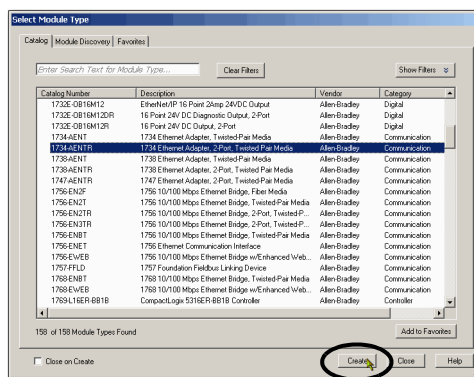 Select Module Type
Catalog Module Discovery Favorites
Enter Search Text for Module Type... Clear Filters Show Filters
Catalog Number Description Vendor Category
1732E-OB16M12 EtherNet/IP 16 Point 2Amp 24VDC Output Allen-Bradley Digital
1732E-OB16M12DR 16 Point 24V DC Diagnostic Output, 2-Port Allen-Bradley Digital
1732E-OB16M12R 16 Point 24V DC Output, 2-Port Allen-Bradley Digital
1734-AENT 1734 Ethernet Adapter, Twisted-Pair Media Allen-Bradley Communication
1734-AENTR 1734 Ethernet Adapter, 2-Port, Twisted-Pair Media Allen-Bradley Communication
1738-AENT 1738 Ethernet Adapter, Twisted-Pair Media Allen-Bradley Communication
1738-AENTR 1738 Ethernet Adapter, 2-Port, Twisted-Pair Media Allen-Bradley Communication
1747-AENTR 1747 Ethernet Adapter, 2-Port, Twisted-Pair Media Allen-Bradley Communication
1756-EN2F 1756 10/100 Mbps Ethernet Bridge, Fiber Media Allen-Bradley Communication
1756-EN2T 1756 10/100 Mbps Ethernet Bridge, Twisted-Pair Media Allen-Bradley Communication
1756-EN2TR 1756 10/100 Mbps Ethernet Bridge, 2-Port, Twisted-P... Allen-Bradley Communication
1756-EN3TR 1756 10/100 Mbps Ethernet Bridge, 2-Port, Twisted-P... Allen-Bradley Communication
1756-ENBT 1756 10/100 Mbps Ethernet Bridge, Twisted-Pair Media Allen-Bradley Communication
1756-ENET 1756 Ethernet Communication Interface Allen-Bradley Communication
1756-EWEB 1756 10/100 Mbps Ethernet Bridge w/Enhanced Web... Allen-Bradley Communication
1757-FFLD 1757 Foundation Fieldbus Linking Device Allen-Bradley Communication
1768-ENBT 1768 10/100 Mbps Ethernet Bridge, Twisted-Pair Media Allen-Bradley Communication
1768-EWEB 1768 10/100 Mbps Ethernet Bridge w/Enhanced Web... Allen-Bradley Communication
1769-L16ER-BB1B CompactLogix 5316ER-BB1B Controller Allen-Bradley Controller
158 of 158 Module Types Found Add to Favorites
Close on Create Create Close Help